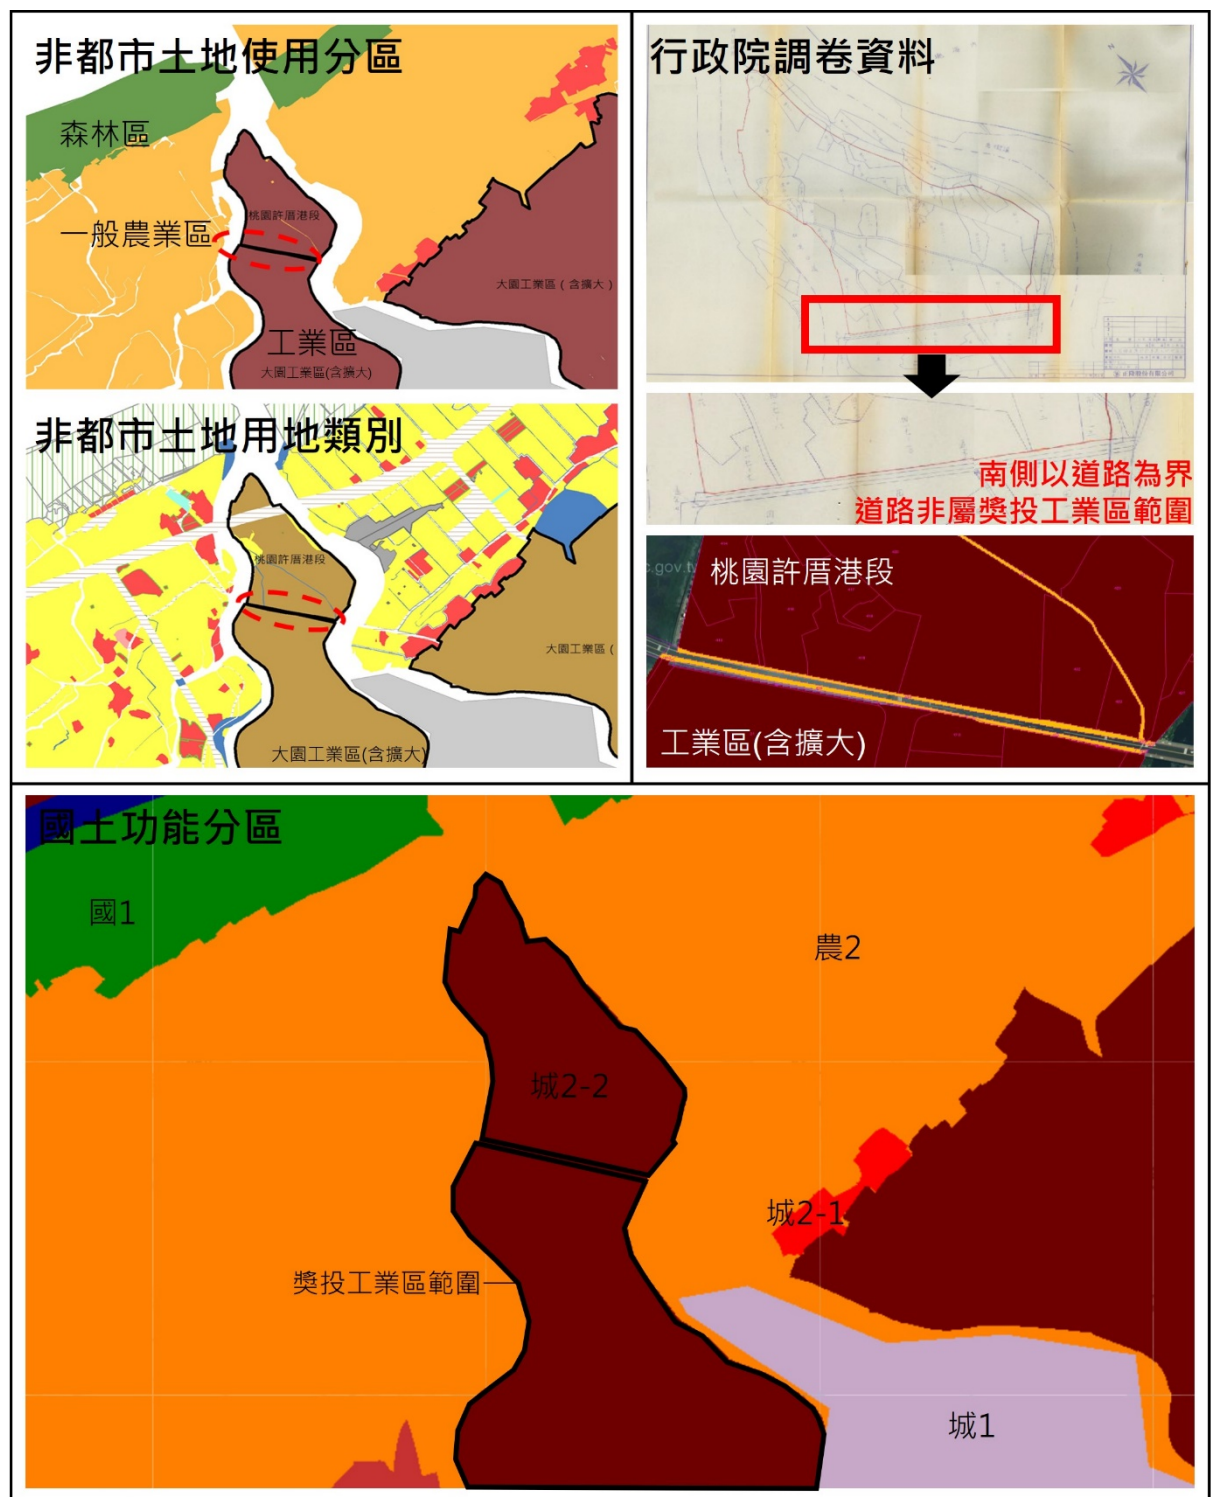 非都市土地使用分區
森林區
一般農業區
桃園許厝港段
大園工業區(含擴大)
工業區
大園工業區(含擴大)
非都市土地用地類別
桃園許厝港段
大園工業區(
大園工業區(含擴大)
行政院調卷資料
南側以道路為界
道路非屬獎投工業區範圍
c.gov.tw
桃園許厝港段
工業區(含擴大)
國土功能分區
國1
農2
城2-2
城2-1
獎投工業區範圍
城1